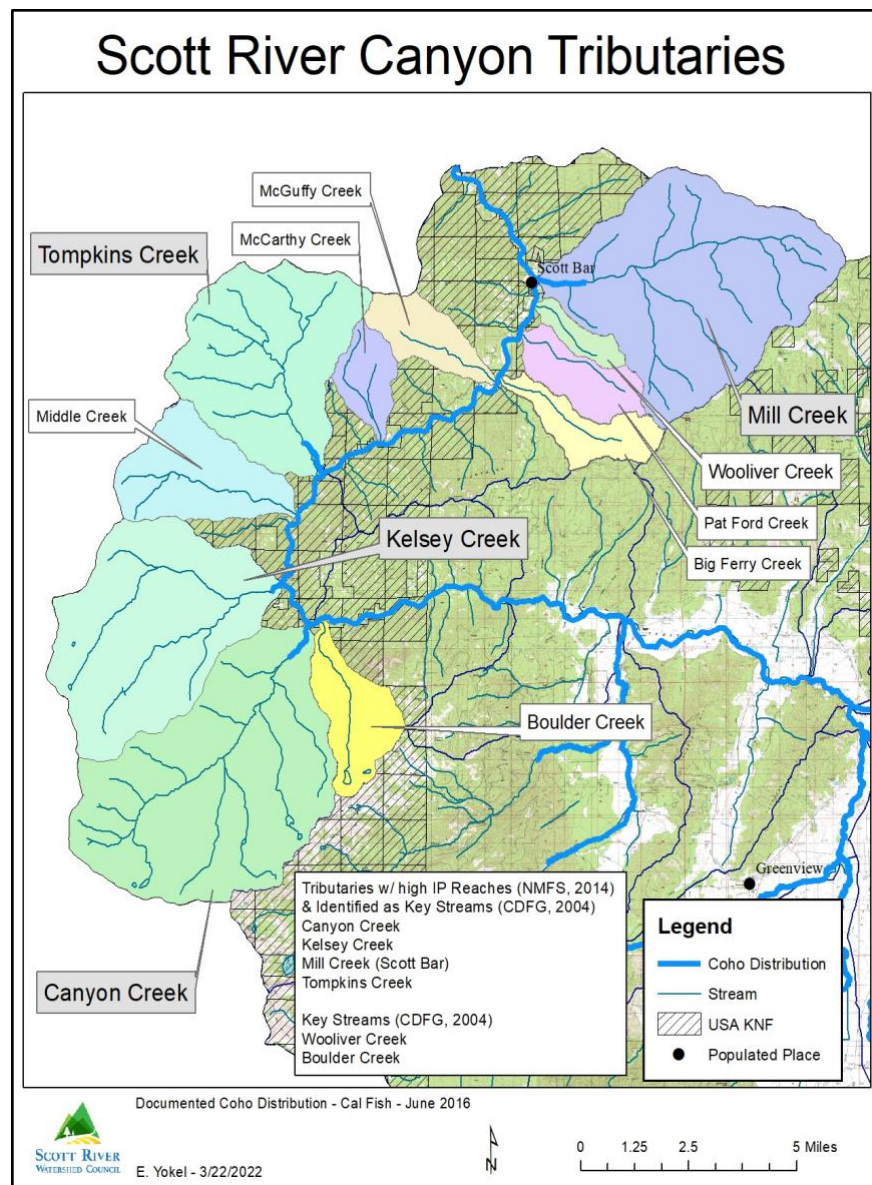 Scott River Canyon Tributaries
McGuffy Creek
McCarthy Creek
Tompkins Creek
Scott Bar
Middle Creek
Mill Creek
Wooliver Creek
Pat Ford Creek
Kelsey Creek
Big Ferry Creek
Boulder Creek
Greenview
Canyon Creek
Tributaries w/ high IP Reaches (NMFS, 2014)
& Identified as Key Streams (CDFG, 2004)
Canyon Creek
Kelsey Creek
Mill Creek (Scott Bar)
Tompkins Creek
Key Streams (CDFG, 2004)
Wooliver Creek
Boulder Creek
Legend
Coho Distribution
Stream
USA KNF
Populated Place
Documented Coho Distribution - Cal Fish - June 2016
SCOTT RIVER
WATERSHED COUNCIL
E. Yokel - 3/22/2022
N
0 1.25 2.5 5 Miles